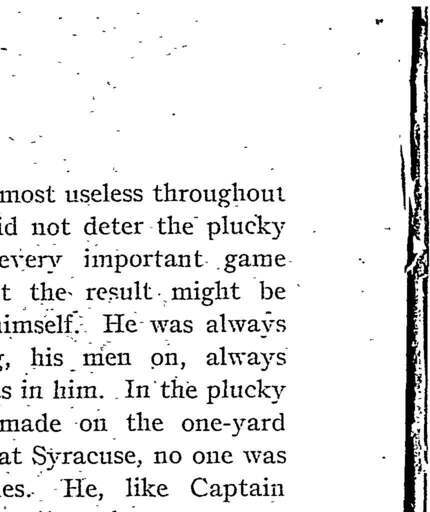 most useless throughout
id not deter the plucky
every important game
t the result might be
imself. He was always
, his men on, always
s in him. In the plucky
made on the one-yard
at Syracuse, no one was
es. He, like Captain